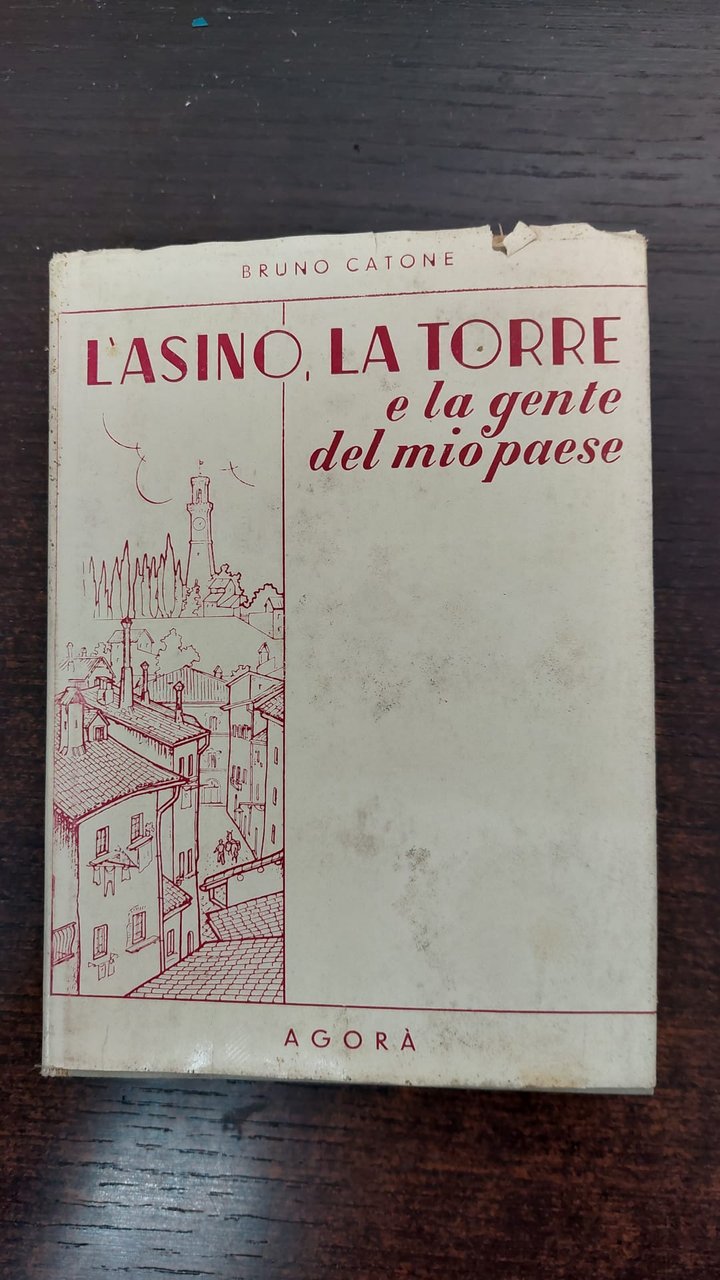 BRUNO CATONE
L'ASINO, LA TORRE
e la gente
del mio paese
AGORÀ